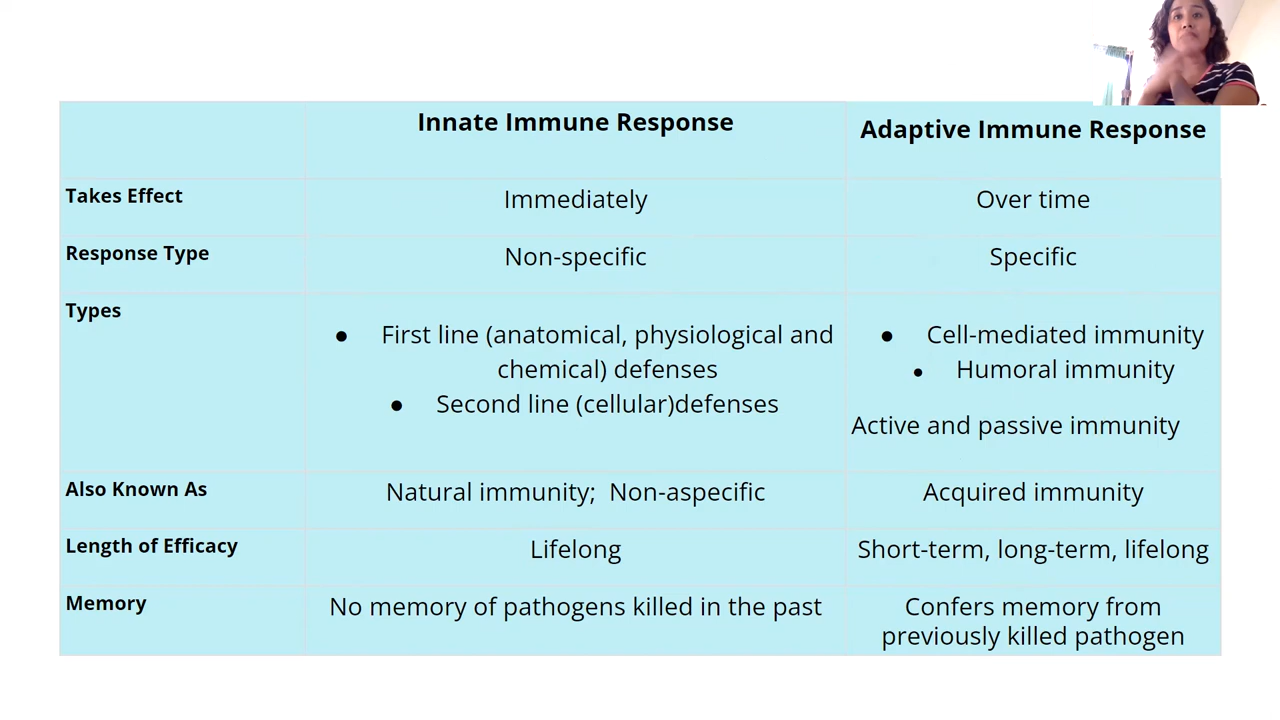 Innate Immune Response
Adaptive Immune Response
Takes Effect
Immediately
Over time
Response Type
Non-specific
Specific
Types
● First line (anatomical, physiological and
chemical) defenses
● Second line (cellular)defenses
● Cell-mediated immunity
● Humoral immunity
Active and passive immunity
Also Known As
Natural immunity; Non-aspecific
Acquired immunity
Length of Efficacy
Lifelong
Short-term, long-term, lifelong
Memory
No memory of pathogens killed in the past
Confers memory from
previously killed pathogen